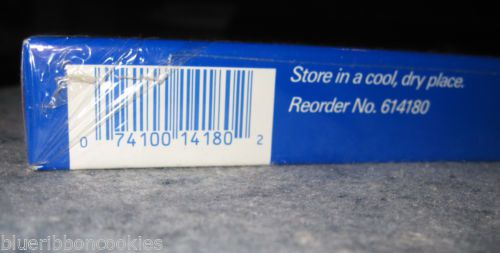 Store in a cool, dry place.
Reorder No. 614180
0 74100 14180 2
blueribboncookies